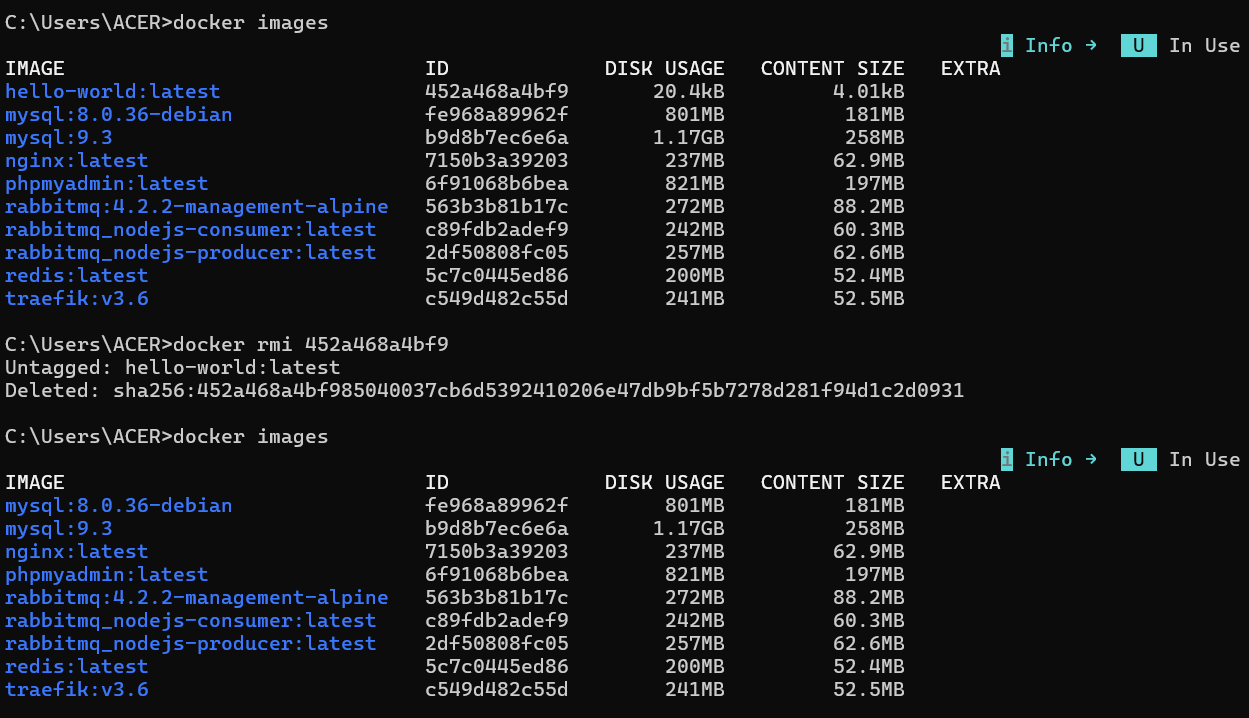 C:\Users\ACER>docker images
i Info → U In Use
IMAGE ID DISK USAGE CONTENT SIZE EXTRA
hello-world:latest 452a468a4bf9 20.4kB 4.01kB
mysql:8.0.36-debian fe968a89962f 801MB 181MB
mysql:9.3 b9d8b7ec6e6a 1.17GB 258MB
nginx:latest 7150b3a39203 237MB 62.9MB
phpmyadmin:latest 6f91068b6bea 821MB 197MB
rabbitmq:4.2.2-management-alpine 563b3b81b17c 272MB 88.2MB
rabbitmq_nodejs-consumer:latest c89fdb2adef9 242MB 60.3MB
rabbitmq_nodejs-producer:latest 2df50808fc05 257MB 62.6MB
redis:latest 5c7c0445ed86 200MB 52.4MB
traefik:v3.6 c549d482c55d 241MB 52.5MB
C:\Users\ACER>docker rmi 452a468a4bf9
Untagged: hello-world:latest
Deleted: sha256:452a468a4bf985040037cb6d5392410206e47db9bf5b7278d281f94d1c2d0931
C:\Users\ACER>docker images
i Info → U In Use
IMAGE ID DISK USAGE CONTENT SIZE EXTRA
mysql:8.0.36-debian fe968a89962f 801MB 181MB
mysql:9.3 b9d8b7ec6e6a 1.17GB 258MB
nginx:latest 7150b3a39203 237MB 62.9MB
phpmyadmin:latest 6f91068b6bea 821MB 197MB
rabbitmq:4.2.2-management-alpine 563b3b81b17c 272MB 88.2MB
rabbitmq_nodejs-consumer:latest c89fdb2adef9 242MB 60.3MB
rabbitmq_nodejs-producer:latest 2df50808fc05 257MB 62.6MB
redis:latest 5c7c0445ed86 200MB 52.4MB
traefik:v3.6 c549d482c55d 241MB 52.5MB